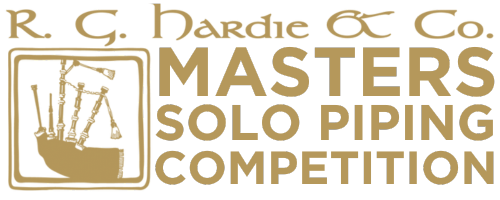 R. G. Hardie & Co.
MASTERS
SOLO PIPING
COMPETITION